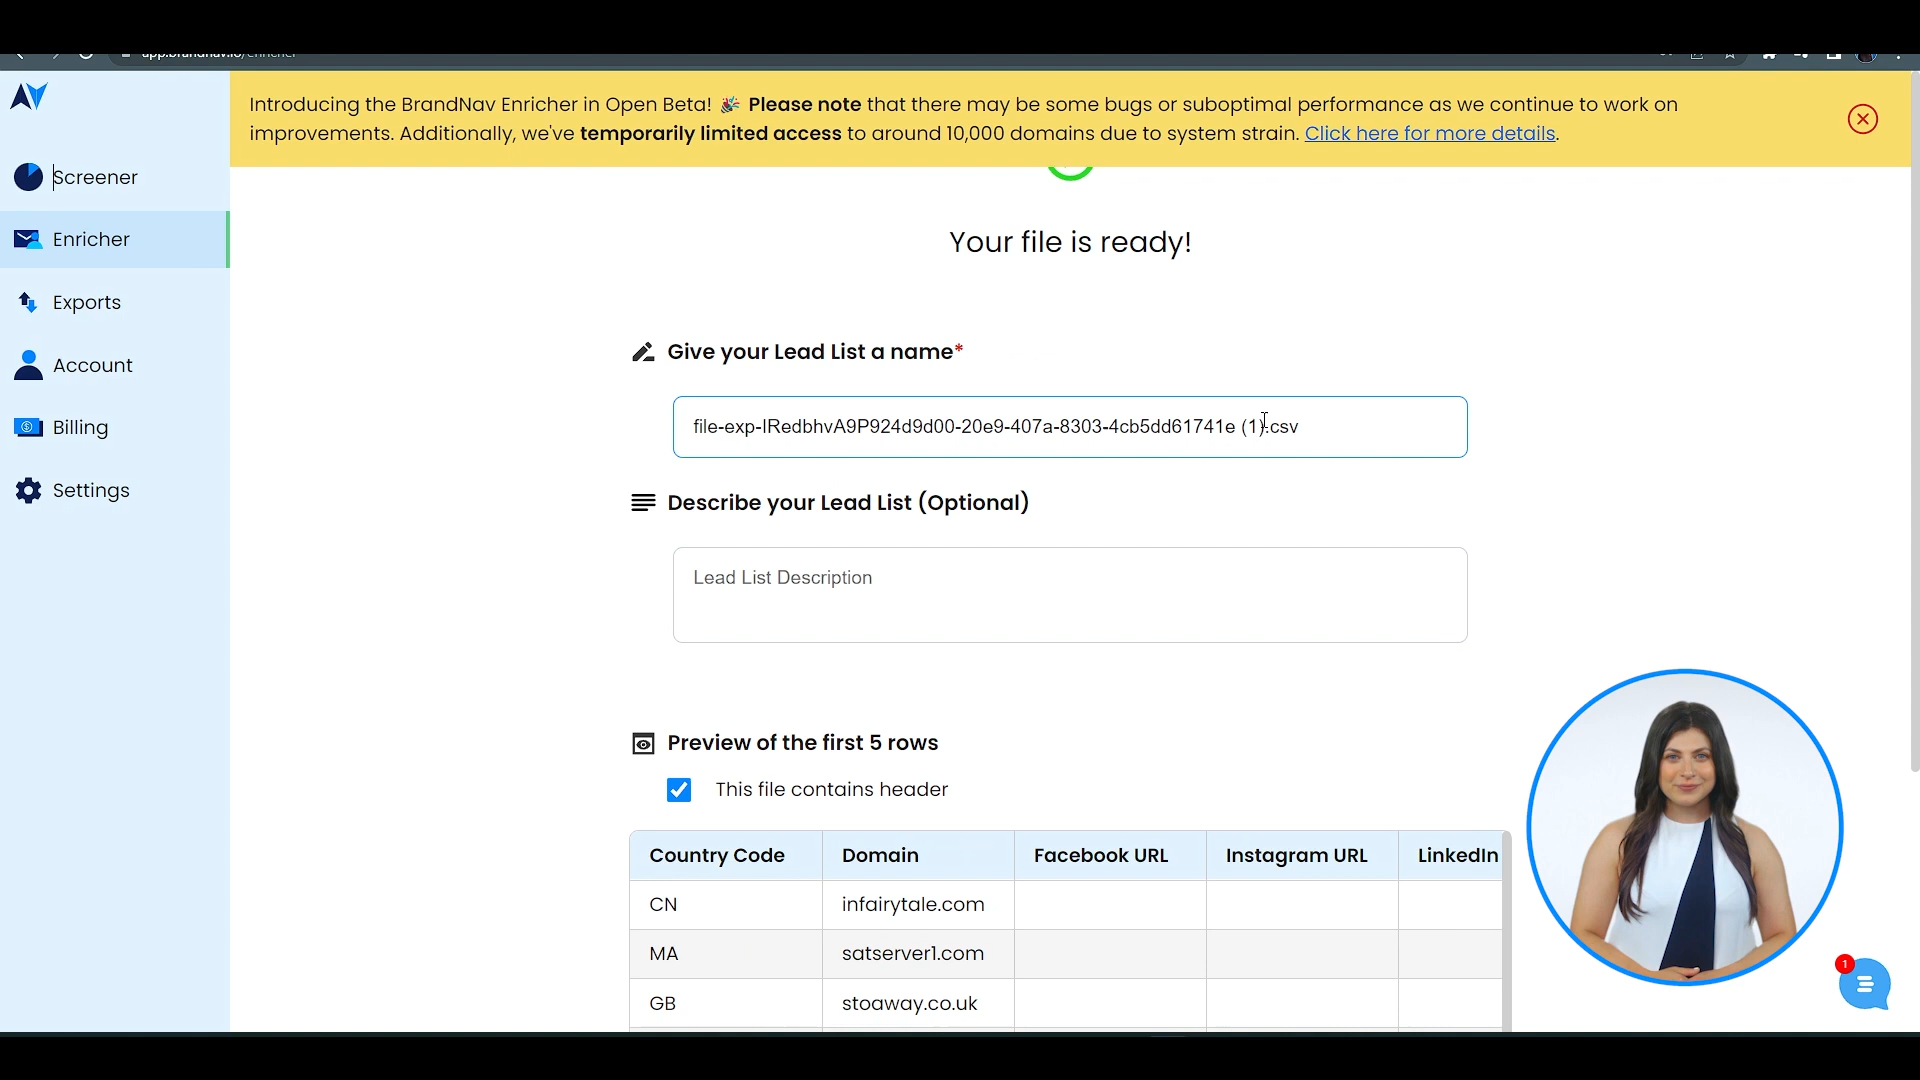 app.brandnav.io/enricher
Introducing the BrandNav Enricher in Open Beta! 🎉 Please note that there may be some bugs or suboptimal performance as we continue to work on
improvements. Additionally, we've temporarily limited access to around 10,000 domains due to system strain. Click here for more details.
Screener
Enricher
Exports
Account
Billing
Settings
Your file is ready!
Give your Lead List a name*
file-exp-IRedbhvA9P924d9d00-20e9-407a-8303-4cb5dd61741e (1).csv
Describe your Lead List (Optional)
Lead List Description
Preview of the first 5 rows
This file contains header
Country Code Domain Facebook URL Instagram URL LinkedIn
CN infairytale.com
MA satserver1.com
GB stoaway.co.uk
1